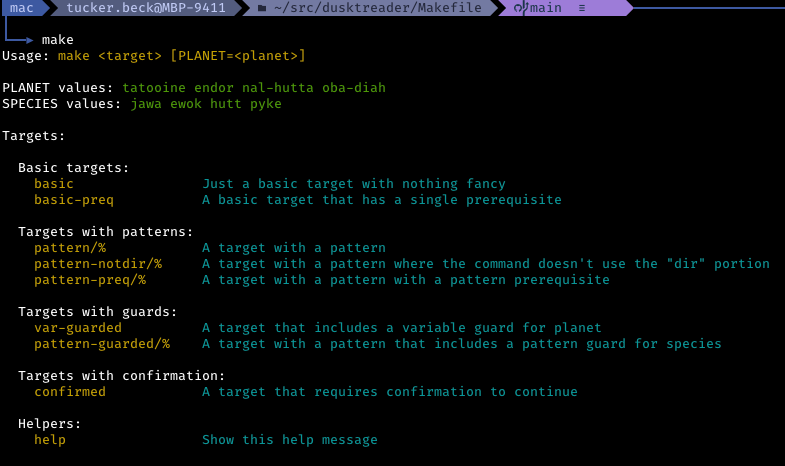 mac tucker.beck@MBP-9411 ~/src/dusktreader/Makefile main ≡
make
Usage: make <target> [PLANET=<planet>]
PLANET values: tatooine endor nal-hutta oba-diah
SPECIES values: jawa ewok hutt pyke
Targets:
Basic targets:
basic Just a basic target with nothing fancy
basic-preq A basic target that has a single prerequisite
Targets with patterns:
pattern/% A target with a pattern
pattern-notdir/% A target with a pattern where the command doesn't use the "dir" portion
pattern-preq/% A target with a pattern with a pattern prerequisite
Targets with guards:
var-guarded A target that includes a variable guard for planet
pattern-guarded/% A target with a pattern that includes a pattern guard for species
Targets with confirmation:
confirmed A target that requires confirmation to continue
Helpers:
help Show this help message